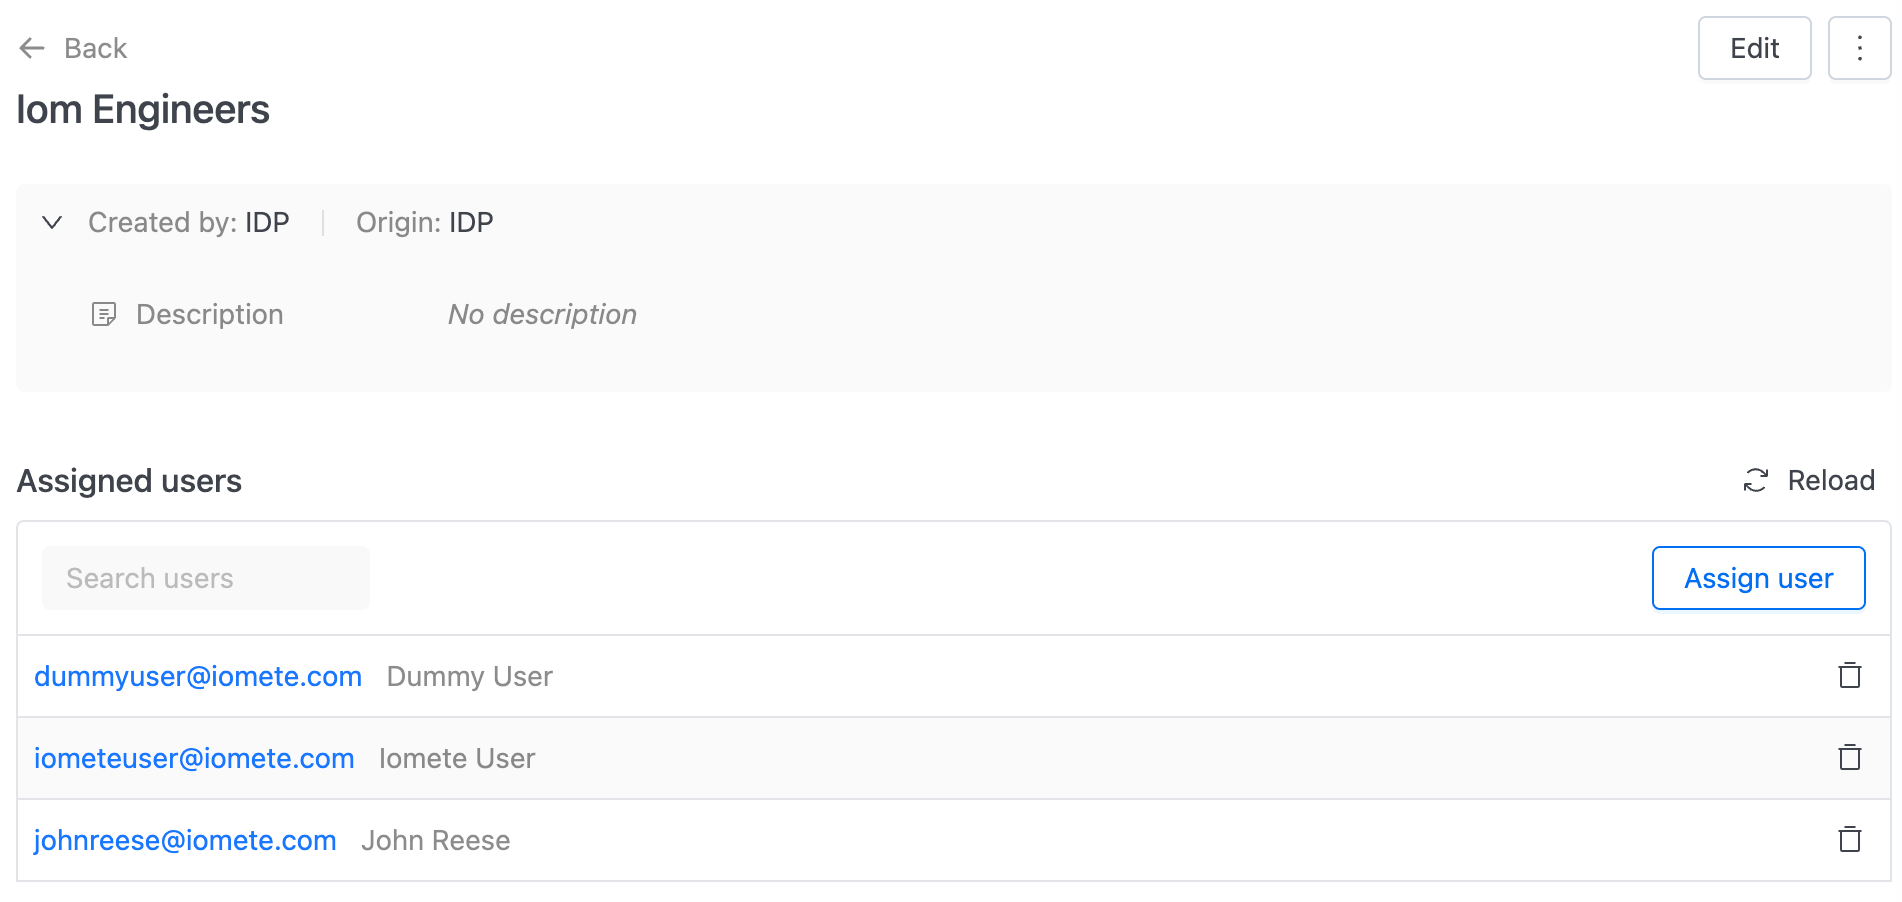 Back
Edit
Iom Engineers
Created by: IDP Origin: IDP
Description No description
Assigned users
Reload
Search users
Assign user
dummyuser@iomete.com Dummy User
iometeuser@iomete.com Iomete User
johnreese@iomete.com John Reese